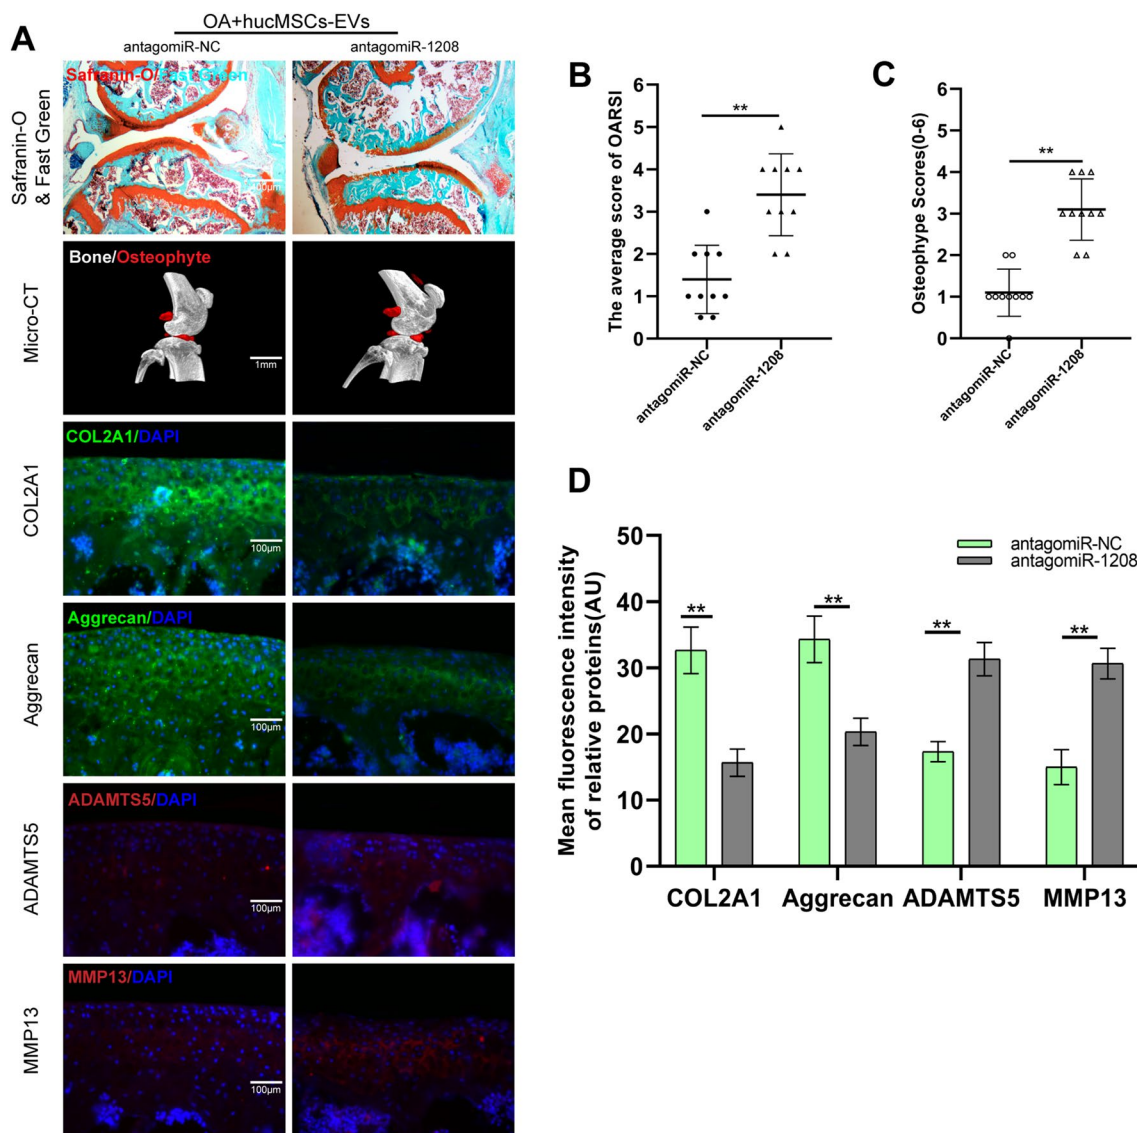 A
OA+hucMSCs-EVs
antagomiR-NC
antagomiR-1208
Safranin-O
& Fast Green
Safranin-O/Fast Green
Micro-CT
Bone/Osteophyte
1mm
COL2A1
COL2A1/DAPI
100μm
Aggrecan
Aggrecan/DAPI
100μm
ADAMTS5
ADAMTS5/DAPI
100μm
MMP13
MMP13/DAPI
100μm
B
The average score of OARSI
6
5
4
3
2
1
0
**
antagomiR-NC
antagomiR-1208
C
Osteophype Scores(0-6)
6
5
4
3
2
1
0
**
antagomiR-NC
antagomiR-1208
D
Mean fluorescence intensity
of relative proteins(AU)
50
40
30
20
10
0
antagomiR-NC
antagomiR-1208
**
**
**
**
COL2A1
Aggrecan
ADAMTS5
MMP13